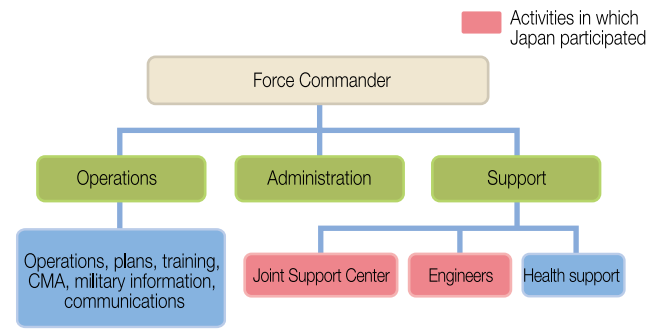 Activities in which
Japan participated
Force Commander
Operations
Administration
Support
Operations, plans, training,
CMA, military information,
communications
Joint Support Center
Engineers
Health support